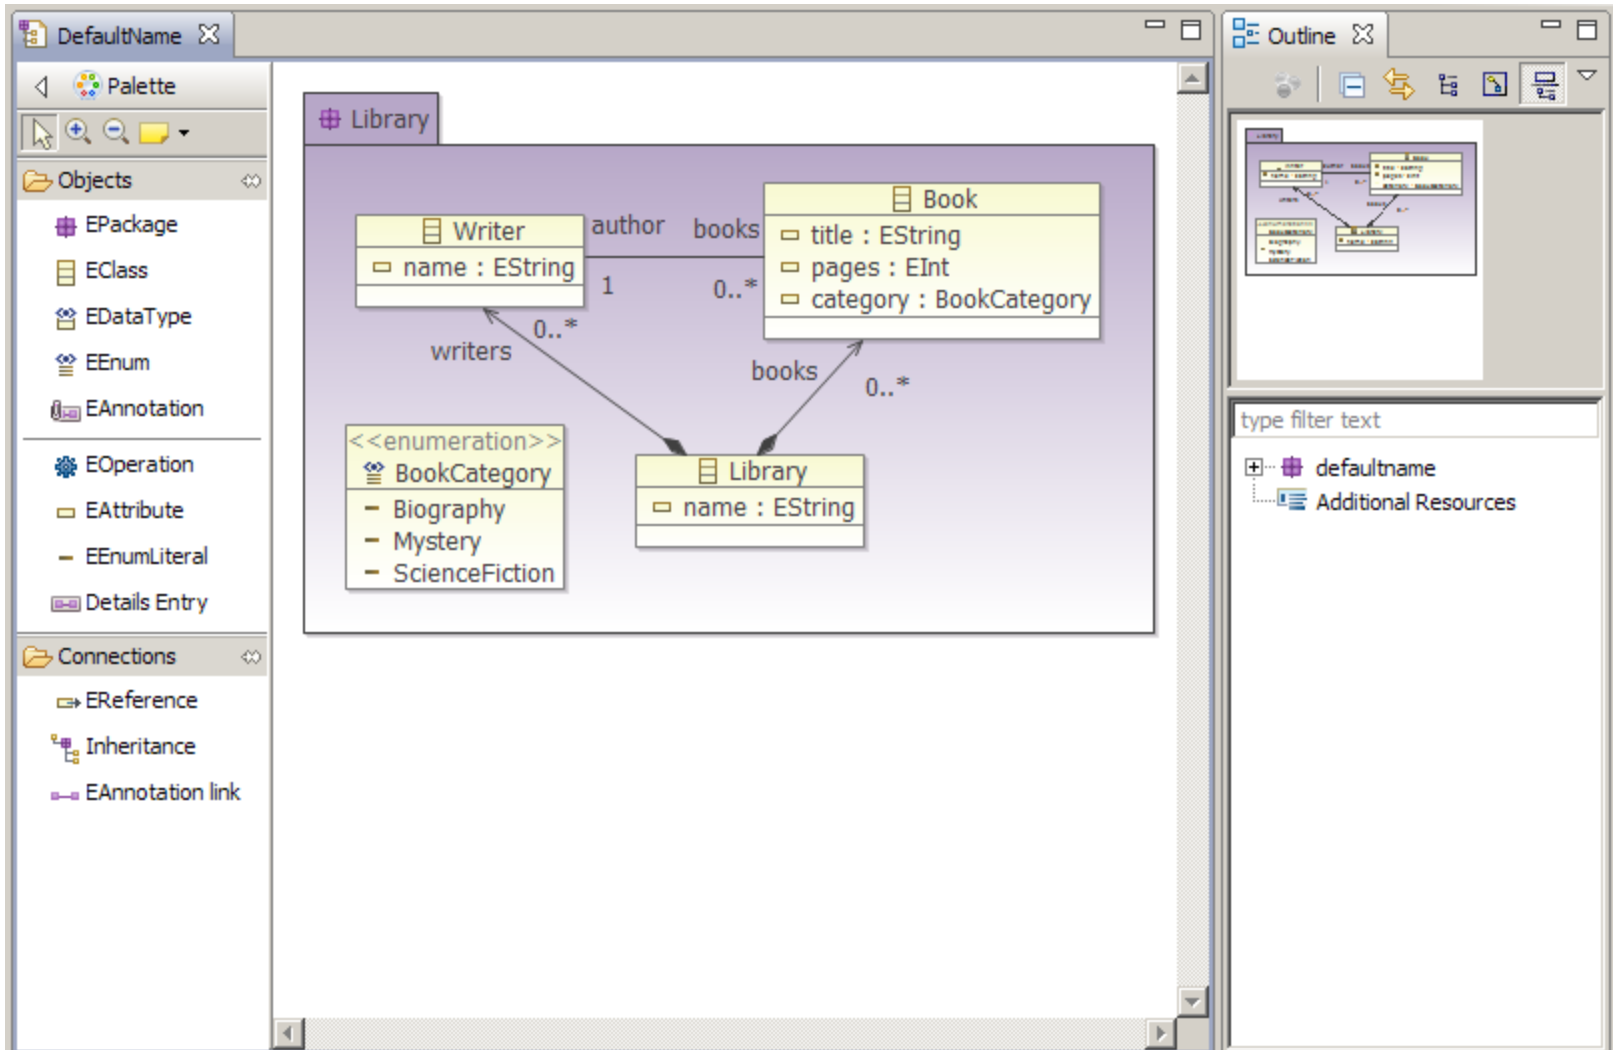 DefaultName
Palette
Objects
EPackage
EClass
EDataType
EEnum
EAnnotation
EOperation
EAttribute
EEnumLiteral
Details Entry
Connections
EReference
Inheritance
EAnnotation link
Library
Writer
name : EString
author
books
1
0..*
Book
title : EString
pages : EInt
category : BookCategory
0..*
writers
books
0..*
<<enumeration>>
BookCategory
Biography
Mystery
ScienceFiction
Library
name : EString
Outline
type filter text
defaultname
Additional Resources